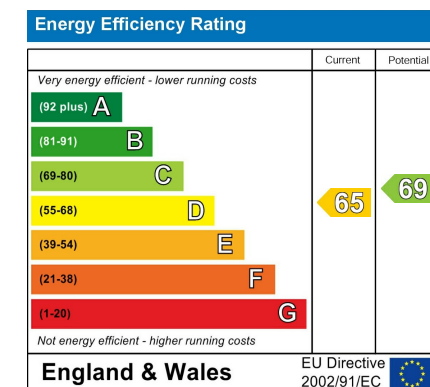 Energy Efficiency Rating
Current Potential
Very energy efficient - lower running costs
(92 plus) A
(81-91) B
(69-80) C
(55-68) D
65
69
(39-54) E
(21-38) F
(1-20) G
Not energy efficient - higher running costs
England & Wales
EU Directive
2002/91/EC